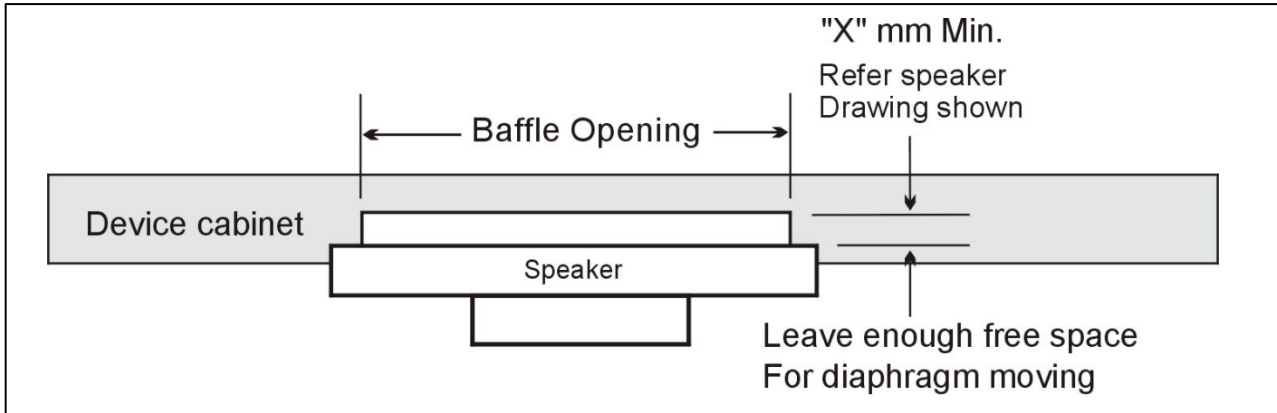 "X" mm Min.
Refer speaker
Drawing shown
Baffle Opening
Device cabinet
Speaker
Leave enough free space
For diaphragm moving